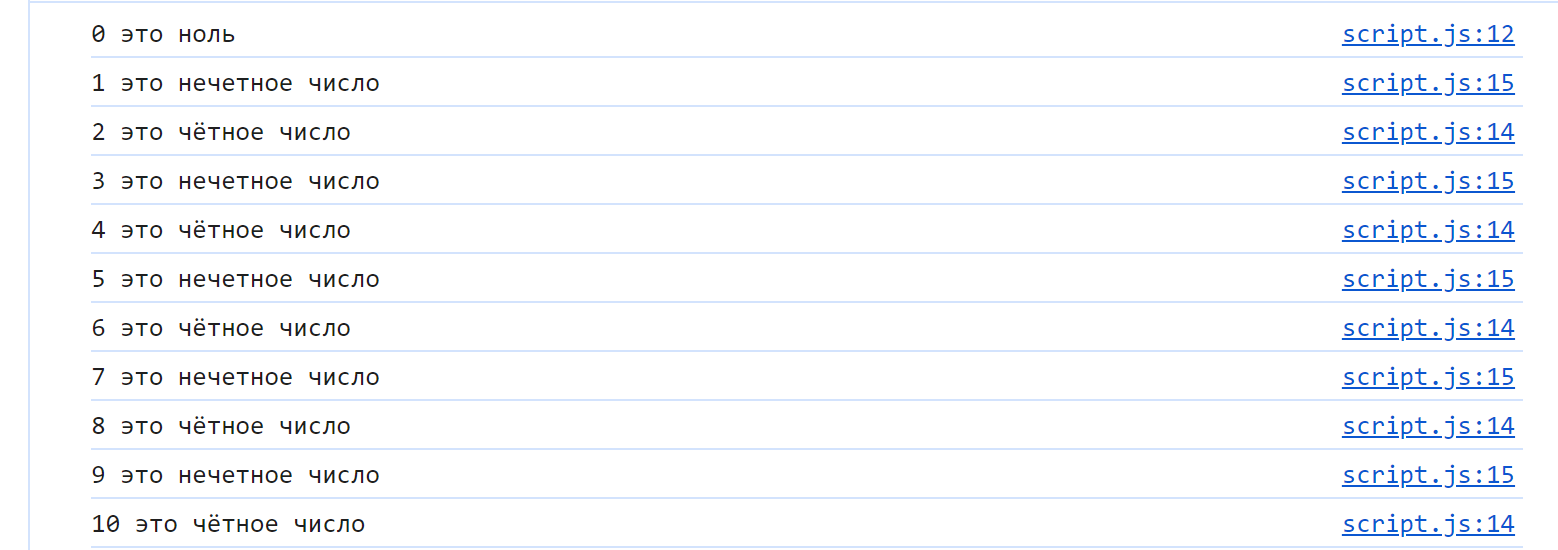 0 это ноль script.js:12
1 это нечетное число script.js:15
2 это чётное число script.js:14
3 это нечетное число script.js:15
4 это чётное число script.js:14
5 это нечетное число script.js:15
6 это чётное число script.js:14
7 это нечетное число script.js:15
8 это чётное число script.js:14
9 это нечетное число script.js:15
10 это чётное число script.js:14